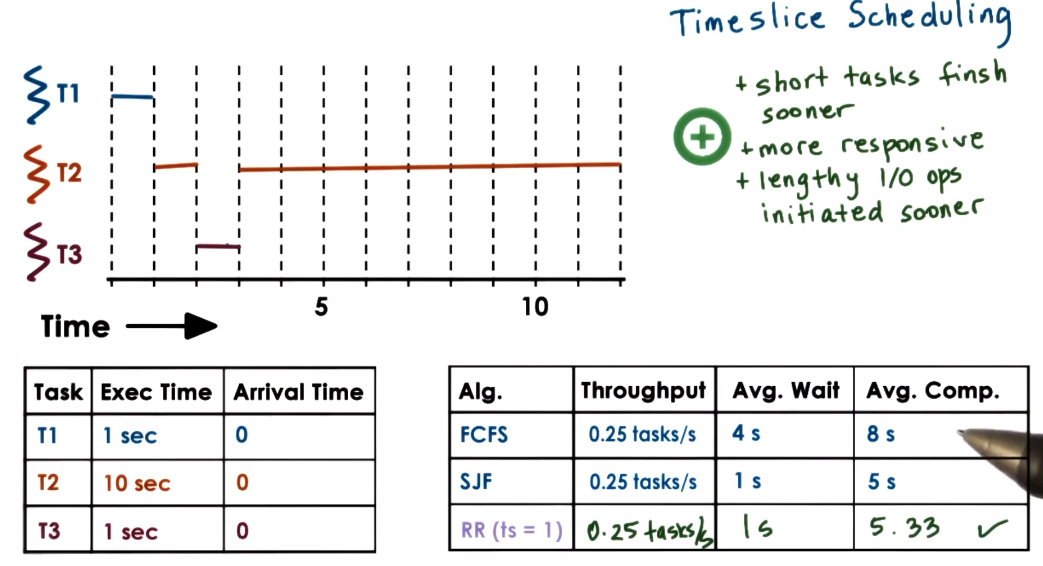 Timeslice Scheduling
+ short tasks finsh
sooner
+ more responsive
+ lengthy I/O ops
initiated sooner
T1
T2
T3
5 10
Time
Task Exec Time Arrival Time
T1 1 sec 0
T2 10 sec 0
T3 1 sec 0
Alg. Throughput Avg. Wait Avg. Comp.
FCFS 0.25 tasks/s 4 s 8 s
SJF 0.25 tasks/s 1 s 5 s
RR (ts = 1) 0.25 tasks/s 1s 5.33 ✓